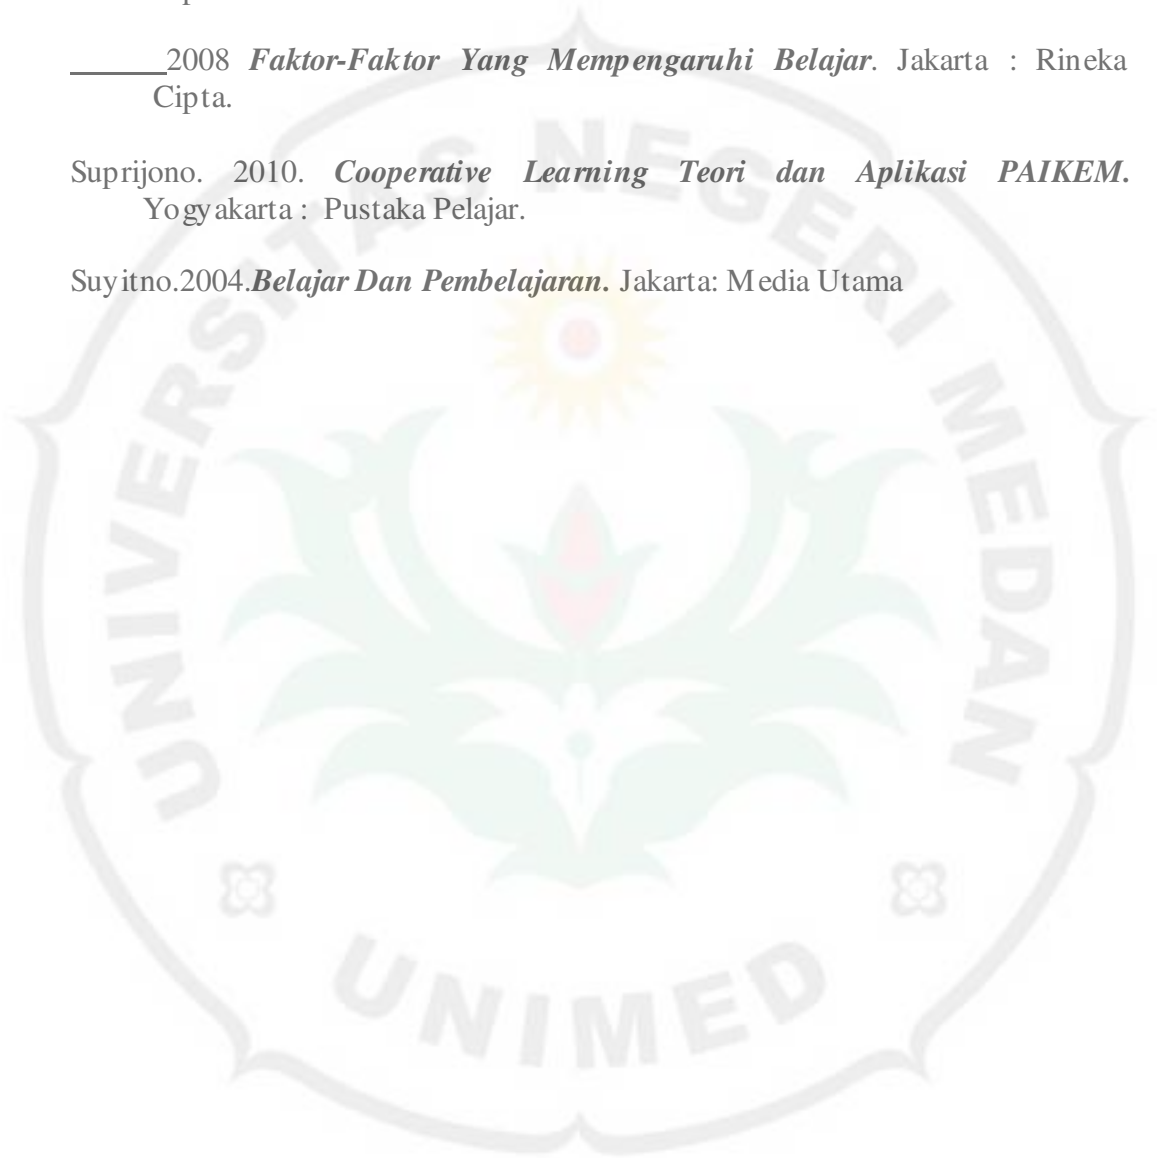 ______2008 Faktor-Faktor Yang Mempengaruhi Belajar. Jakarta : Rineka
Cipta.
Suprijono. 2010. Cooperative Learning Teori dan Aplikasi PAIKEM.
Yogyakarta : Pustaka Pelajar.
Suyitno.2004.Belajar Dan Pembelajaran. Jakarta: Media Utama
UNIVERSITAS NEGERI MEDAN
UNIMED